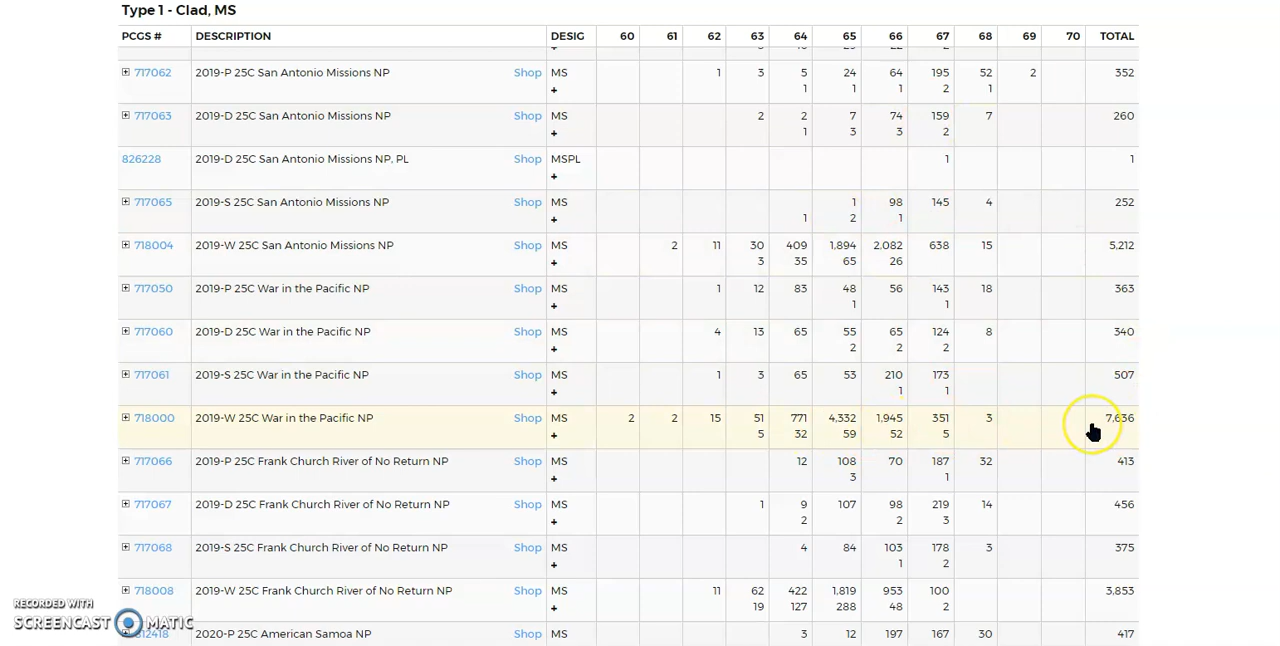 Type 1 - Clad, MS
PCGS # DESCRIPTION DESIG 60 61 62 63 64 65 66 67 68 69 70 TOTAL
717062 2019-P 25C San Antonio Missions NP Shop MS 1 3 5 24 64 195 52 2 352
+ 1 1 1 2 1
717063 2019-D 25C San Antonio Missions NP Shop MS 2 2 7 74 159 7 260
+ 1 3 3 2
826228 2019-D 25C San Antonio Missions NP, PL Shop MSPL 1 1
+
717065 2019-S 25C San Antonio Missions NP Shop MS 1 98 145 4 252
+ 1 2 1
718004 2019-W 25C San Antonio Missions NP Shop MS 2 11 30 409 1,894 2,082 638 15 5,212
+ 3 35 65 26
717050 2019-P 25C War in the Pacific NP Shop MS 1 12 83 48 56 143 18 363
+ 1 1
717060 2019-D 25C War in the Pacific NP Shop MS 4 13 65 55 65 124 8 340
+ 2 2 2
717061 2019-S 25C War in the Pacific NP Shop MS 1 3 65 53 210 173 507
+ 1 1
718000 2019-W 25C War in the Pacific NP Shop MS 2 2 15 51 771 4,332 1,945 351 3 7,636
+ 5 32 59 52 5
717066 2019-P 25C Frank Church River of No Return NP Shop MS 12 108 70 187 32 413
+ 3 1
717067 2019-D 25C Frank Church River of No Return NP Shop MS 1 9 107 98 219 14 456
+ 2 2 3
717068 2019-S 25C Frank Church River of No Return NP Shop MS 4 84 103 178 3 375
+ 1 2
718008 2019-W 25C Frank Church River of No Return NP Shop MS 11 62 422 1,819 953 100 3,853
+ 19 127 288 48 2
2020-P 25C American Samoa NP Shop MS 3 12 197 167 30 417
RECORDED WITH
SCREENCAST MATIC